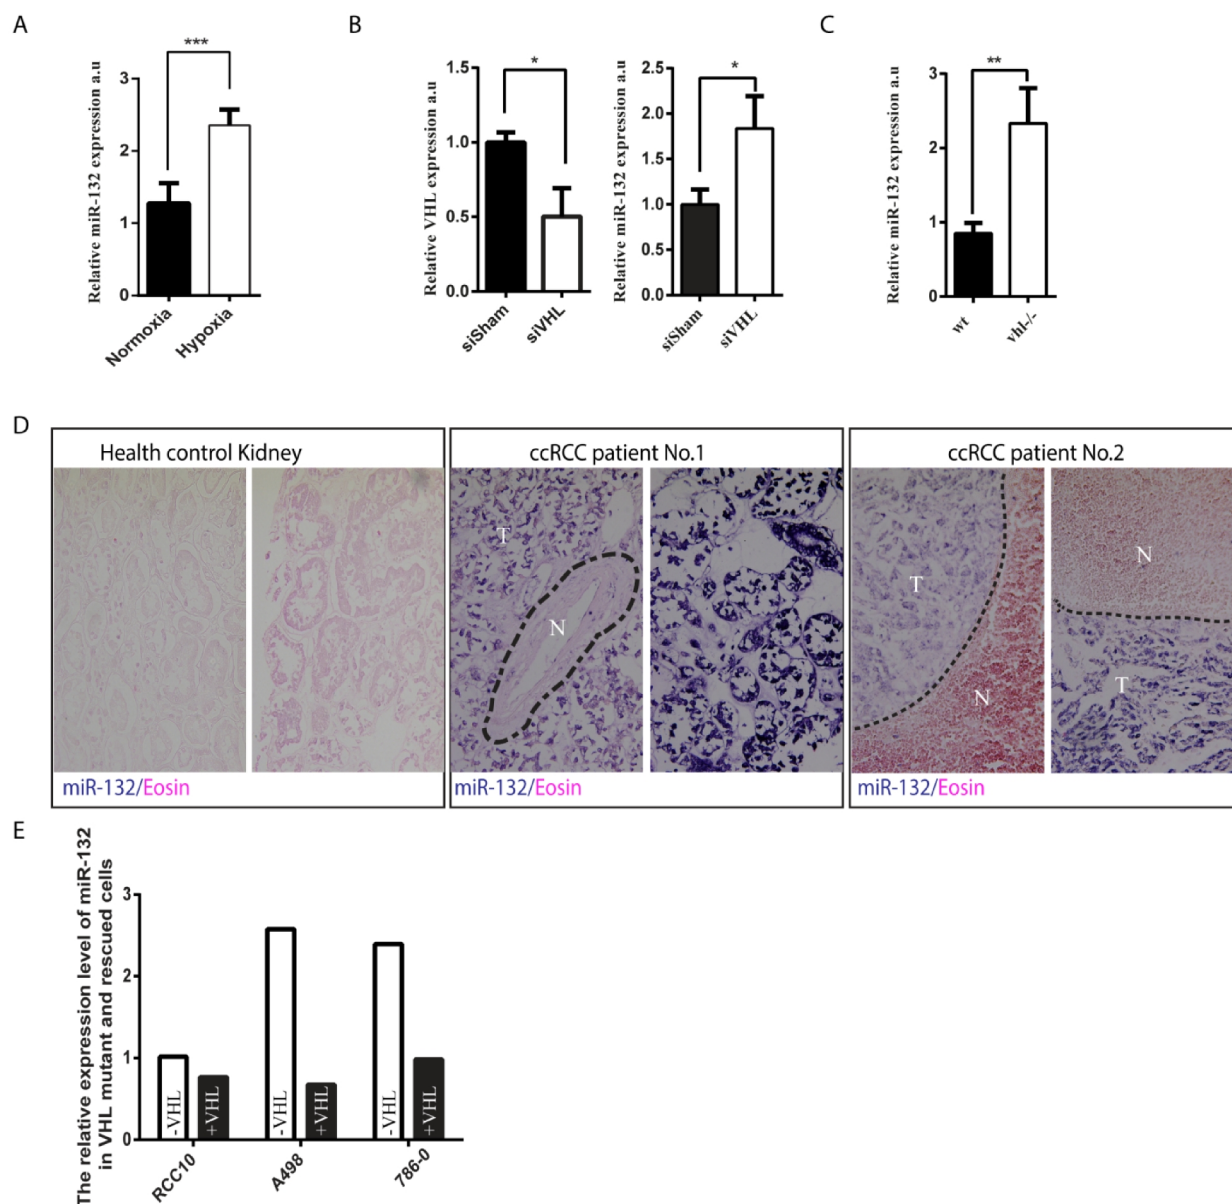 A
B
C
***
Relative miR-132 expression a.u
3
2
1
0
Normoxia
Hypoxia
*
Relative VHL expression a.u
1.5
1.0
0.5
0.0
siSham
siVHL
*
Relative miR-132 expression a.u
2.5
2.0
1.5
1.0
0.5
0.0
siSham
siVHL
**
Relative miR-132 expression a.u
3
2
1
0
wt
vhl-/-
D
Health control Kidney
miR-132/Eosin
ccRCC patient No.1
T
N
miR-132/Eosin
ccRCC patient No.2
T
N
N
T
miR-132/Eosin
E
The relative expression level of miR-132
in VHL mutant and rescued cells
3
2
1
0
-VHL
+VHL
-VHL
+VHL
-VHL
+VHL
RCC10
A498
786-0